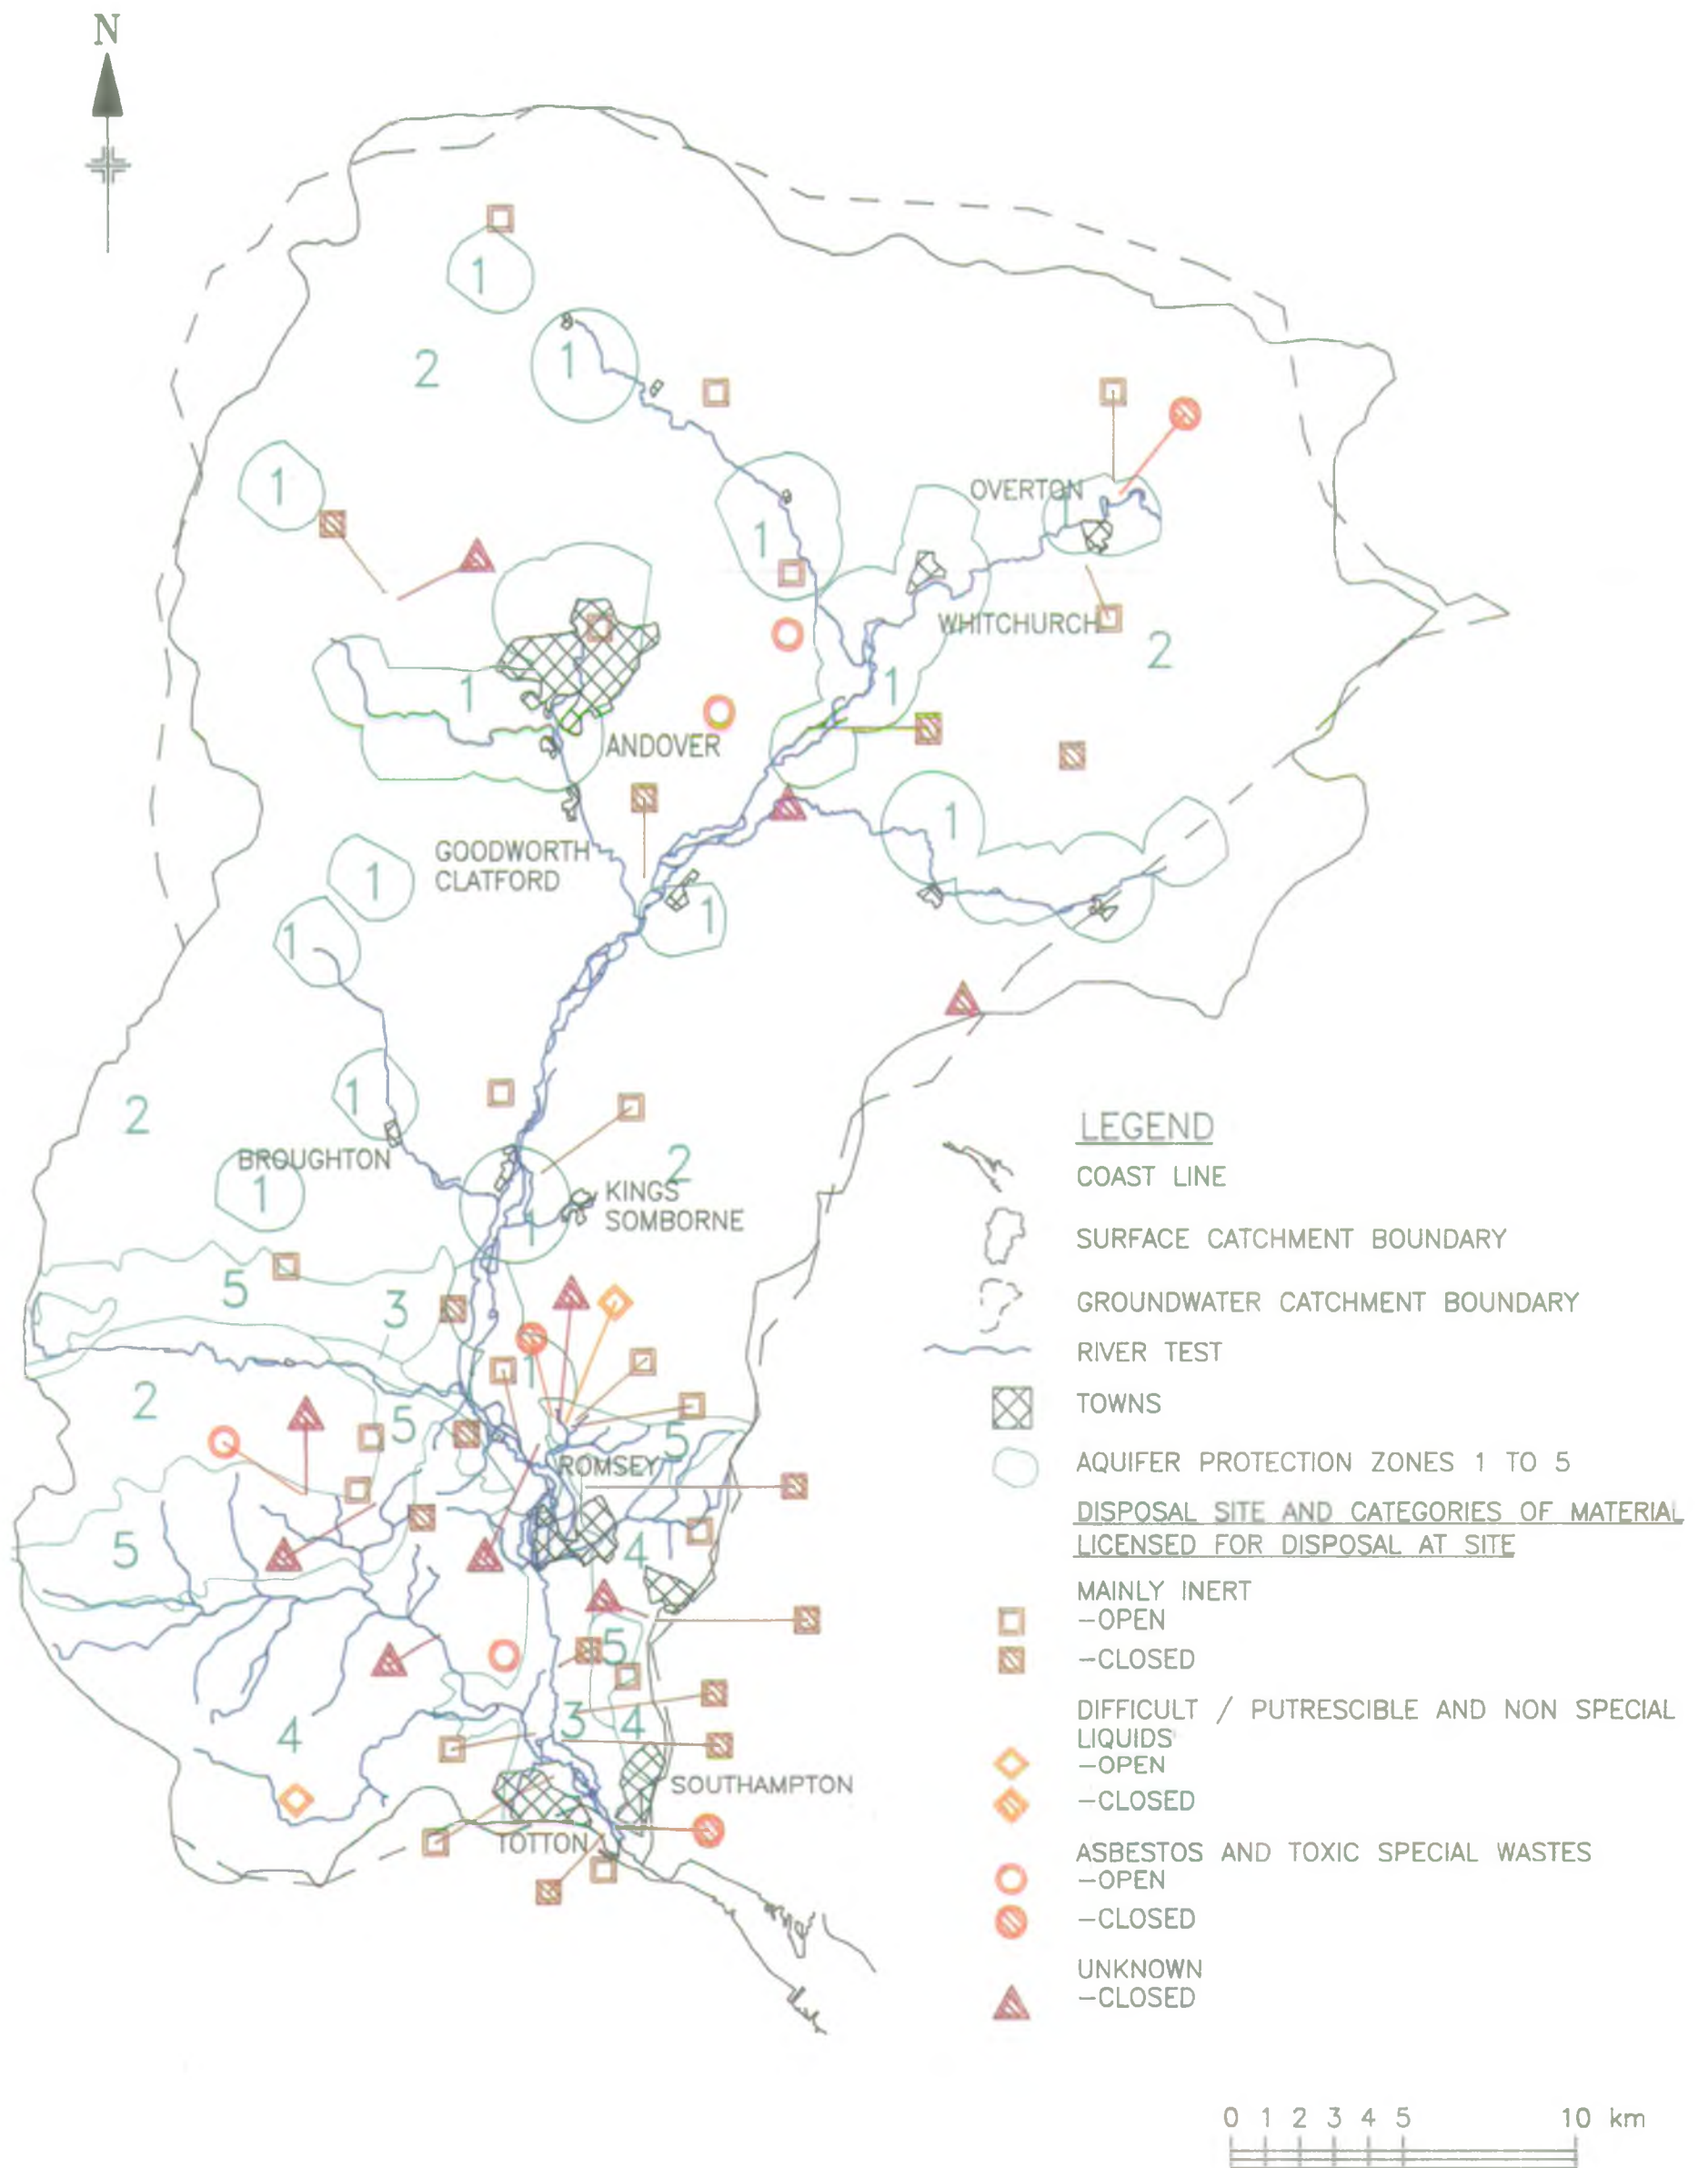 N
1
2
1
1
1
OVERTON
1
WHITCHURCH
2
1
1
ANDOVER
1
GOODWORTH
CLATFORD
1
1
1
1
2
BROUGHTON
1
2
KINGS
SOMBORNE
1
5
3
1
2
5
5
ROMSEY
5
4
5
3
4
4
SOUTHAMPTON
TOTTON
LEGEND
COAST LINE
SURFACE CATCHMENT BOUNDARY
GROUNDWATER CATCHMENT BOUNDARY
RIVER TEST
TOWNS
AQUIFER PROTECTION ZONES 1 TO 5
DISPOSAL SITE AND CATEGORIES OF MATERIAL
LICENSED FOR DISPOSAL AT SITE
MAINLY INERT
-OPEN
-CLOSED
DIFFICULT / PUTRESCIBLE AND NON SPECIAL
LIQUIDS
-OPEN
-CLOSED
ASBESTOS AND TOXIC SPECIAL WASTES
-OPEN
-CLOSED
UNKNOWN
-CLOSED
0 1 2 3 4 5 10 km